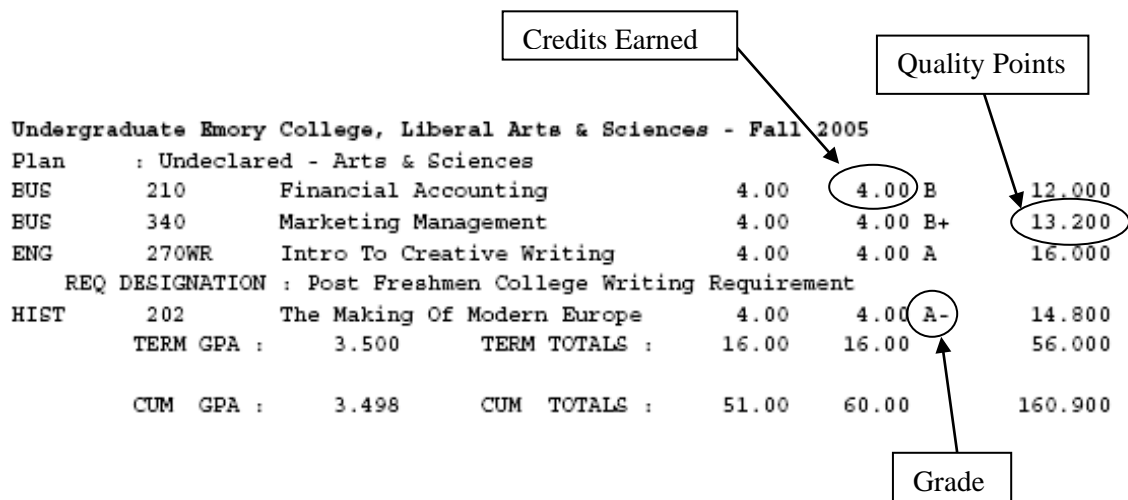 Credits Earned
Quality Points
Undergraduate Emory College, Liberal Arts & Sciences - Fall 2005
Plan : Undeclared - Arts & Sciences
BUS 210 Financial Accounting 4.00 4.00 B 12.000
BUS 340 Marketing Management 4.00 4.00 B+ 13.200
ENG 270WR Intro To Creative Writing 4.00 4.00 A 16.000
REQ DESIGNATION : Post Freshmen College Writing Requirement
HIST 202 The Making Of Modern Europe 4.00 4.00 A- 14.800
TERM GPA : 3.500 TERM TOTALS : 16.00 16.00 56.000
CUM GPA : 3.498 CUM TOTALS : 51.00 60.00 160.900
Grade